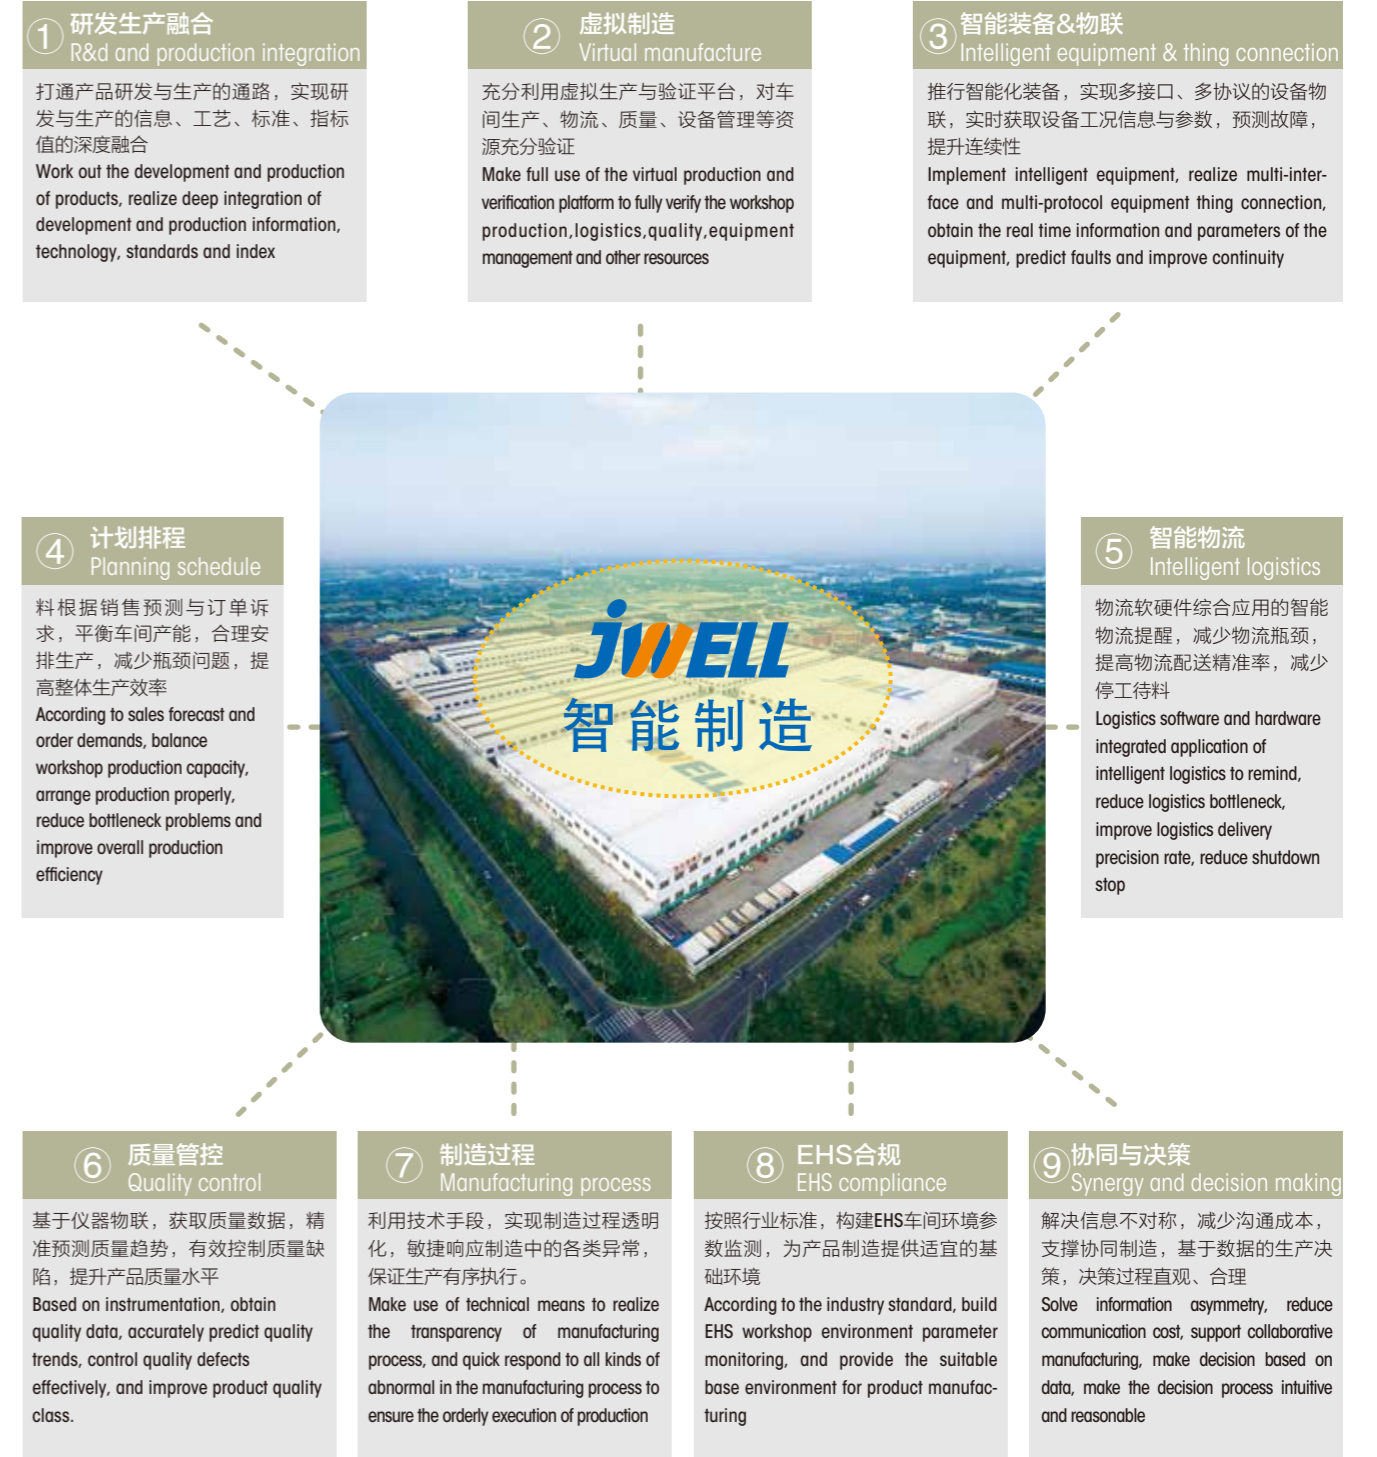 ① 研发生产融合
R&d and production integration
打通产品研发与生产的通路，实现研
发与生产的信息、工艺、标准、指标
值的深度融合
Work out the development and production
of products, realize deep integration of
development and production information,
technology, standards and index
② 虚拟制造
Virtual manufacture
充分利用虚拟生产与验证平台，对车
间生产、物流、质量、设备管理等资
源充分验证
Make full use of the virtual production and
verification platform to fully verify the workshop
production,logistics,quality,equipment
management and other resources
③ 智能装备&物联
Intelligent equipment & thing connection
推行智能化装备，实现多接口、多协议的设备物
联，实时获取设备工况信息与参数，预测故障，
提升连续性
Implement intelligent equipment, realize multi-inter-
face and multi-protocol equipment thing connection,
obtain the real time information and parameters of the
equipment, predict faults and improve continuity
④ 计划排程
Planning schedule
料根据销售预测与订单诉
求，平衡车间产能，合理安
排生产，减少瓶颈问题，提
高整体生产效率
According to sales forecast and
order demands, balance
workshop production capacity,
arrange production properly,
reduce bottleneck problems and
improve overall production
efficiency
JWELL
智能制造
JWELL
⑤ 智能物流
Intelligent logistics
物流软硬件综合应用的智能
物流提醒，减少物流瓶颈，
提高物流配送精准率，减少
停工待料
Logistics software and hardware
integrated application of
intelligent logistics to remind,
reduce logistics bottleneck,
improve logistics delivery
precision rate, reduce shutdown
stop
⑥ 质量管控
Quality control
基于仪器物联，获取质量数据，精
准预测质量趋势，有效控制质量缺
陷，提升产品质量水平
Based on instrumentation, obtain
quality data, accurately predict quality
trends, control quality defects
effectively, and improve product quality
class.
⑦ 制造过程
Manufacturing process
利用技术手段，实现制造过程透明
化，敏捷响应制造中的各类异常，
保证生产有序执行。
Make use of technical means to realize
the transparency of manufacturing
process, and quick respond to all kinds of
abnormal in the manufacturing process to
ensure the orderly execution of production
⑧ EHS合规
EHS compliance
按照行业标准，构建EHS车间环境参
数监测，为产品制造提供适宜的基
础环境
According to the industry standard, build
EHS workshop environment parameter
monitoring, and provide the suitable
base environment for product manufac-
turing
⑨ 协同与决策
Synergy and decision making
解决信息不对称，减少沟通成本，
支撑协同制造，基于数据的生产决
策，决策过程直观、合理
Solve information asymmetry, reduce
communication cost, support collaborative
manufacturing, make decision based on
data, make the decision process intuitive
and reasonable